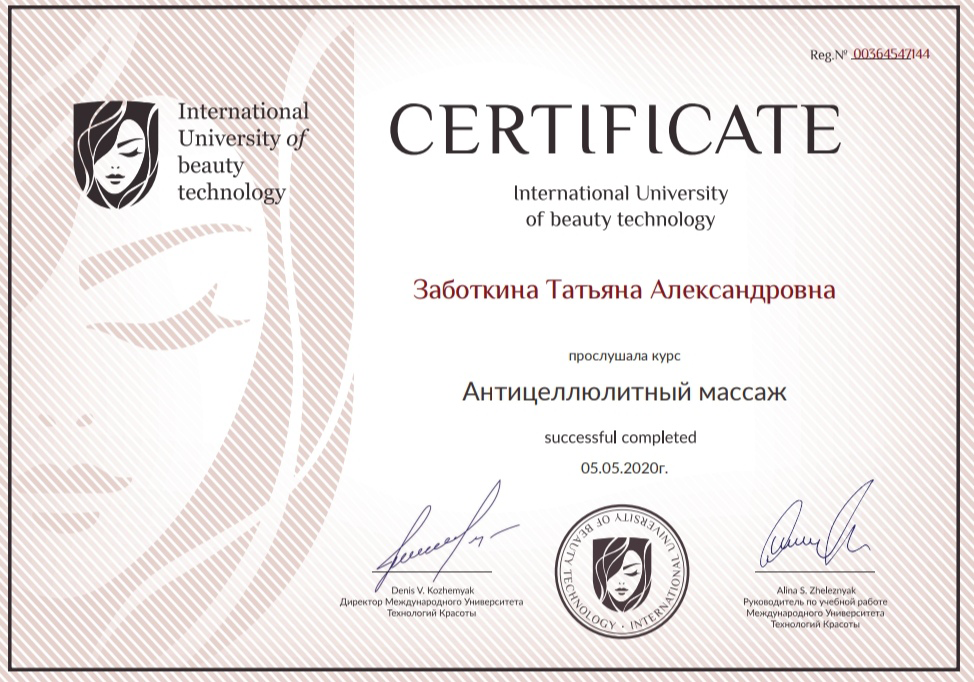 Reg.№ 00364547144
International
University of
beauty
technology
CERTIFICATE
International University
of beauty technology
Заботкина Татьяна Александровна
прослушала курс
Антицеллюлитный массаж
successful completed
05.05.2020г.
Denis V. Kozhemyak
Директор Международного Университета
Технологий Красоты
INTERNATIONAL UNIVERSITY OF BEAUTY TECHNOLOGY ·
Alina S. Zheleznyak
Руководитель по учебной работе
Международного Университета
Технологий Красоты